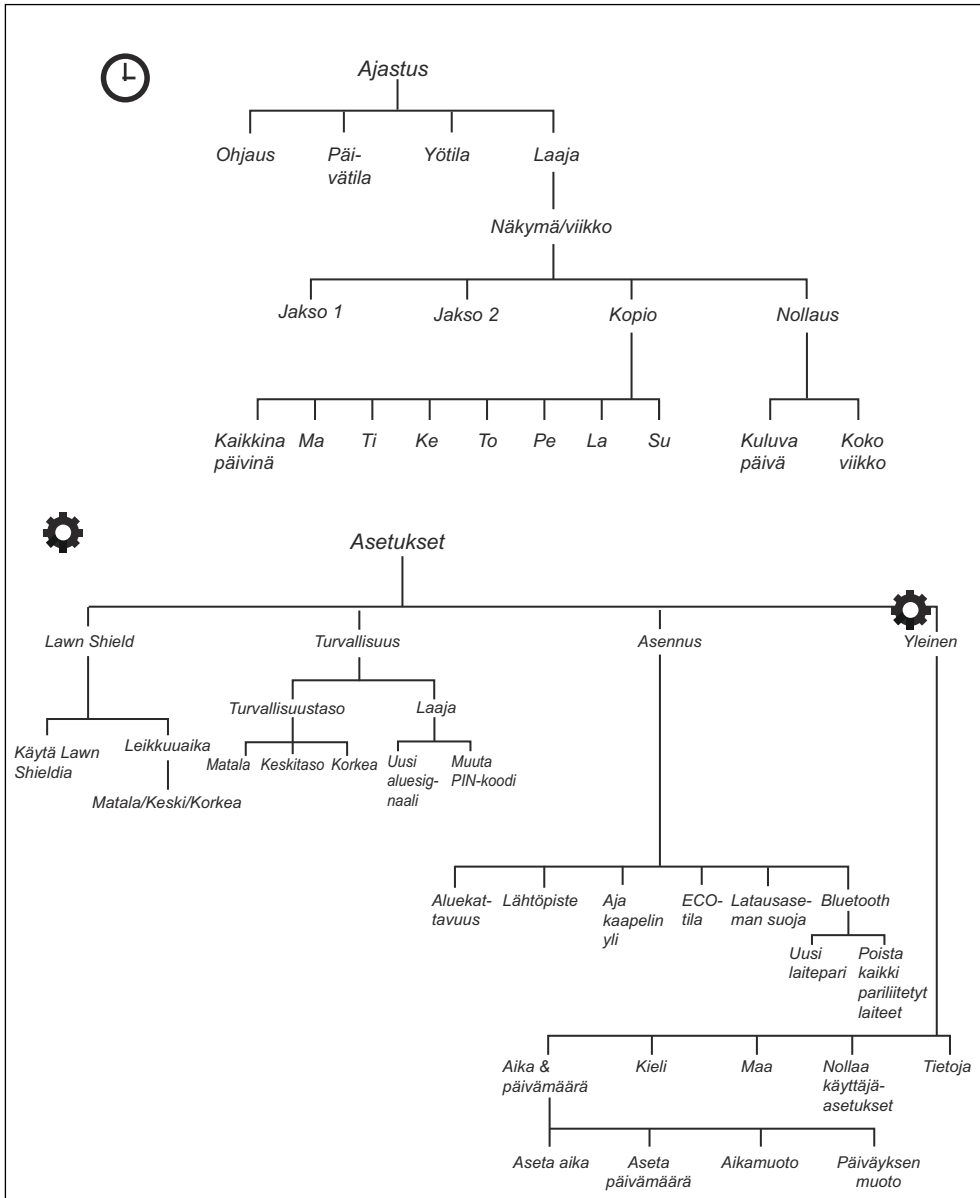 Ajastus
Ohjaus
Päi-
vätila
Yötila
Laaja
Näkymä/viikko
Jakso 1
Jakso 2
Kopio
Nollaus
Kaikkina
päivinä
Ma
Ti
Ke
To
Pe
La
Su
Kuluva
päivä
Koko
viikko
Asetukset
Lawn Shield
Turvallisuus
Asennus
Yleinen
Käytä Lawn
Shieldia
Leikkuuaika
Matala/Keski/Korkea
Turvallisuustaso
Laaja
Matala
Keskitaso
Korkea
Uusi
aluesig-
naali
Muuta
PIN-koodi
Aluekat-
tavuus
Lähtöpiste
Aja
kaapelin
yli
ECO-
tila
Latausase-
man suoja
Bluetooth
Uusi
laitepari
Poista
kaikki
pariliitetyt
laiteet
Aika &
päivämäärä
Kieli
Maa
Nollaa
käyttäjä-
asetukset
Tietoja
Aseta aika
Aseta
päivämäärä
Aikamuoto
Päiväyksen
muoto